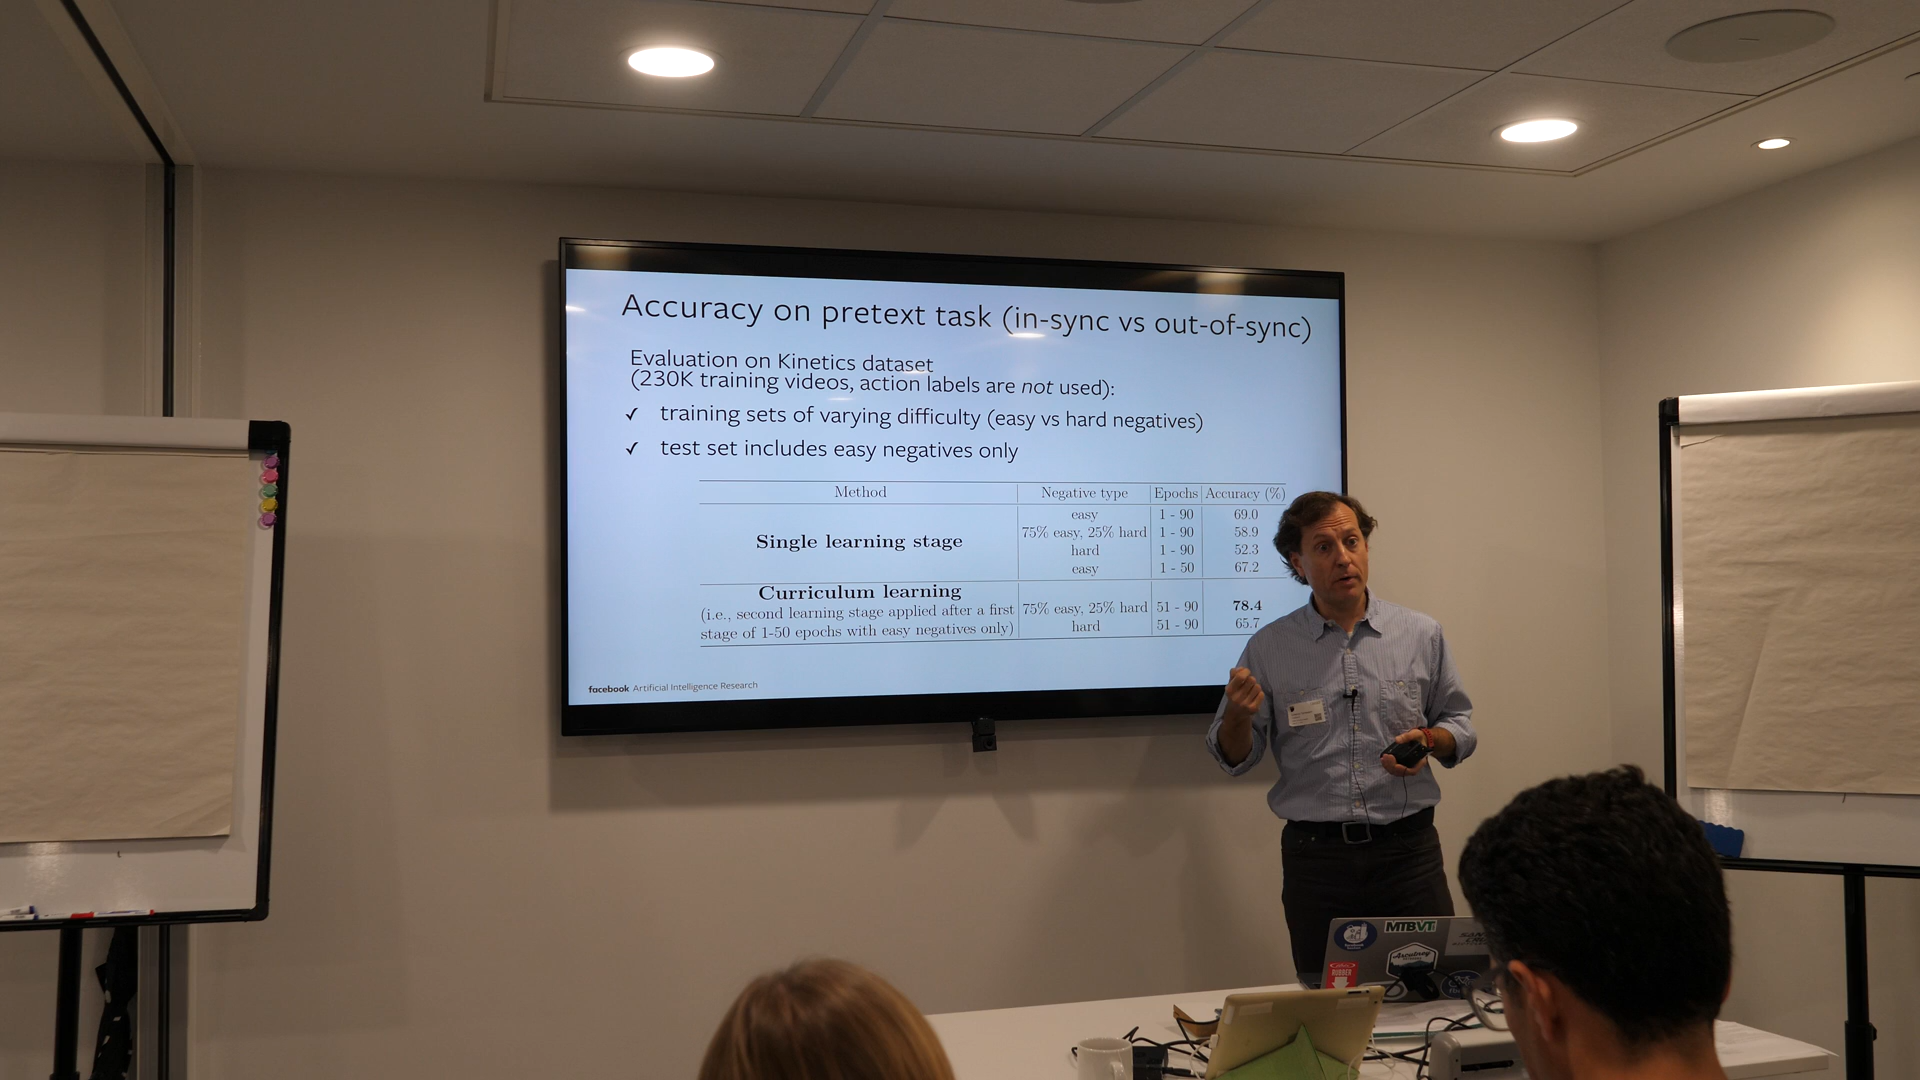 Accuracy on pretext task (in-sync vs out-of-sync)
Evaluation on Kinetics dataset
(230K training videos, action labels are not used):
✓ training sets of varying difficulty (easy vs hard negatives)
✓ test set includes easy negatives only
Method Negative type Epochs Accuracy (%)
easy 1 - 90 69.0
75% easy, 25% hard 1 - 90 58.9
Single learning stage
hard 1 - 90 52.3
easy 1 - 50 67.2
Curriculum learning
(i.e., second learning stage applied after a first 75% easy, 25% hard 51 - 90 78.4
stage of 1-50 epochs with easy negatives only) hard 51 - 90 65.7
facebook Artificial Intelligence Research
MTBVT
Ascutney
RUBBER